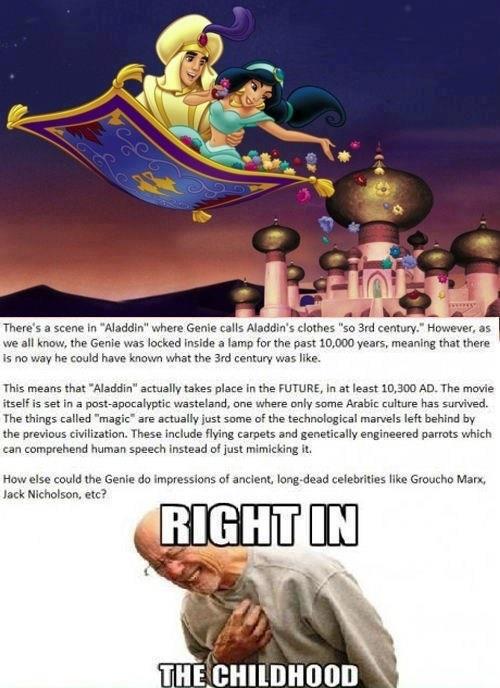 There's a scene in "Aladdin" where Genie calls Aladdin's clothes "so 3rd century." However, as
we all know, the Genie was locked inside a lamp for the past 10,000 years, meaning that there
is no way he could have known what the 3rd century was like.
This means that "Aladdin" actually takes place in the FUTURE, in at least 10,300 AD. The movie
itself is set in a post-apocalyptic wasteland, one where only some Arabic culture has survived.
The things called "magic" are actually just some of the technological marvels left behind by
the previous civilization. These include flying carpets and genetically engineered parrots which
can comprehend human speech instead of just mimicking it.
How else could the Genie do impressions of ancient, long-dead celebrities like Groucho Marx,
Jack Nicholson, etc?
RIGHT IN
THE CHILDHOOD